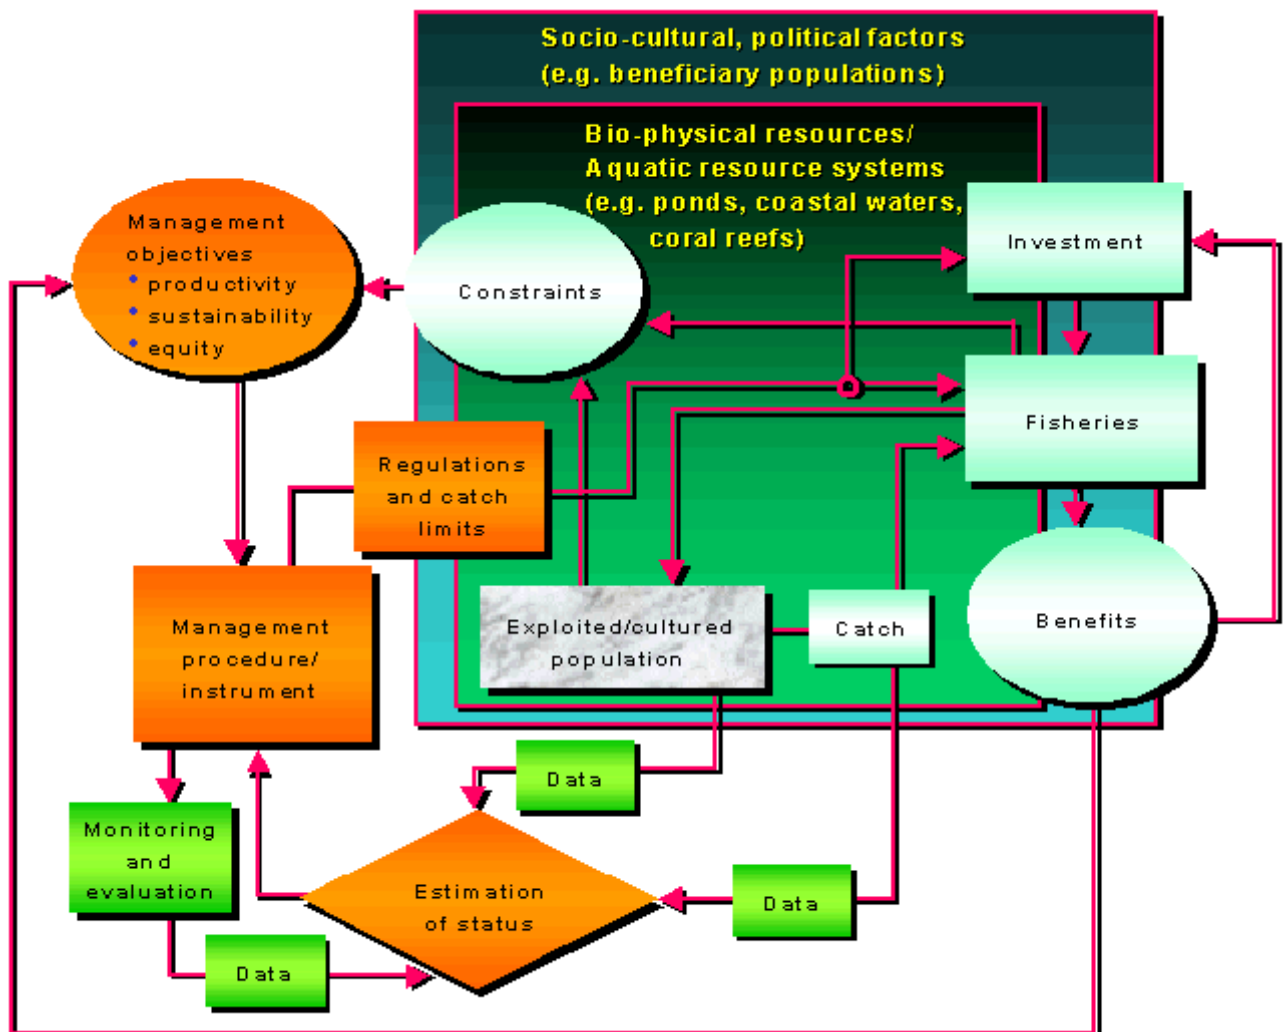 Socio-cultural, political factors
(e.g. beneficiary populations)
Bio-physical resources/
Aquatic resource systems
(e.g. ponds, coastal waters,
coral reefs)
Management
objectives
• productivity
• sustainability
• equity
Constraints
Investment
Fisheries
Regulations
and catch
limits
Management
procedure/
instrument
Exploited/cultured
population
Catch
Benefits
Data
Monitoring
and
evaluation
Estimation
of status
Data
Data